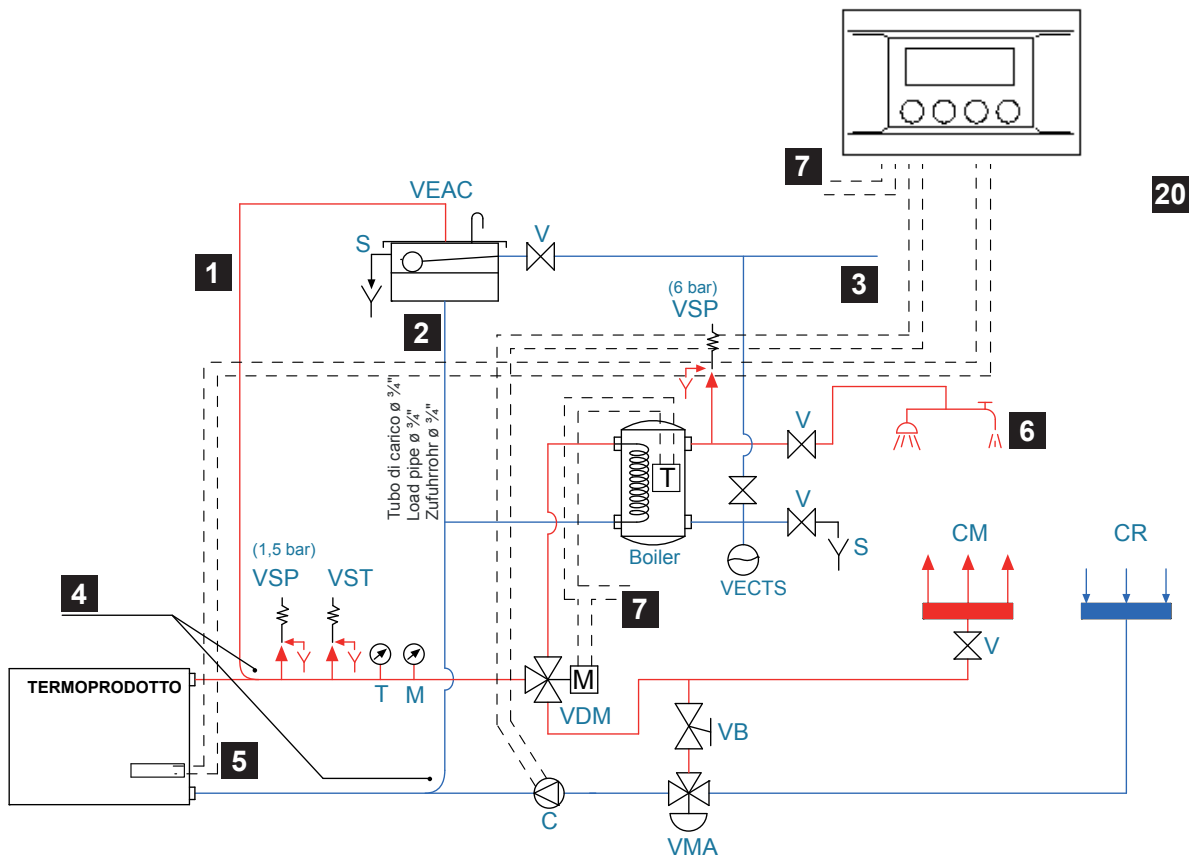 7
20
VEAC
S
V
1
3
(6 bar)
VSP
2
Tubo di carico ø ¾"
Load pipe ø ¾"
Zufuhrrohr ø ¾"
V
6
T
V
Boiler
S
VECTS
CM
CR
(1,5 bar)
VSP
VST
4
7
V
TERMOPRODOTTO
T
M
M
VDM
VB
5
C
VMA